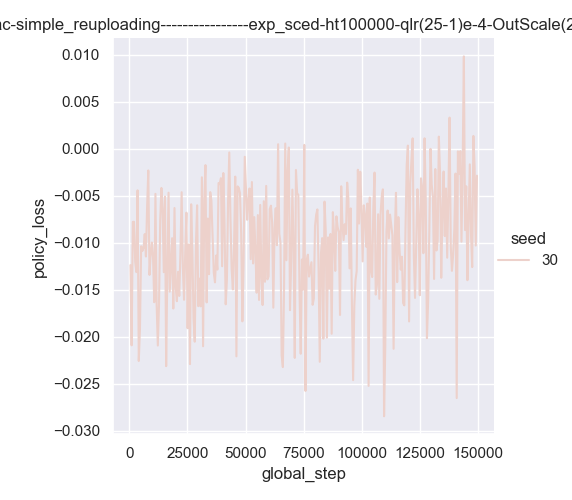 ac-simple_reuploading----------------exp_sced-ht100000-qlr(25-1)e-4-OutScale(2
0.010
0.005
0.000
−0.005
−0.010
−0.015
−0.020
−0.025
−0.030
policy_loss
0 25000 50000 75000 100000 125000 150000
global_step
seed
30